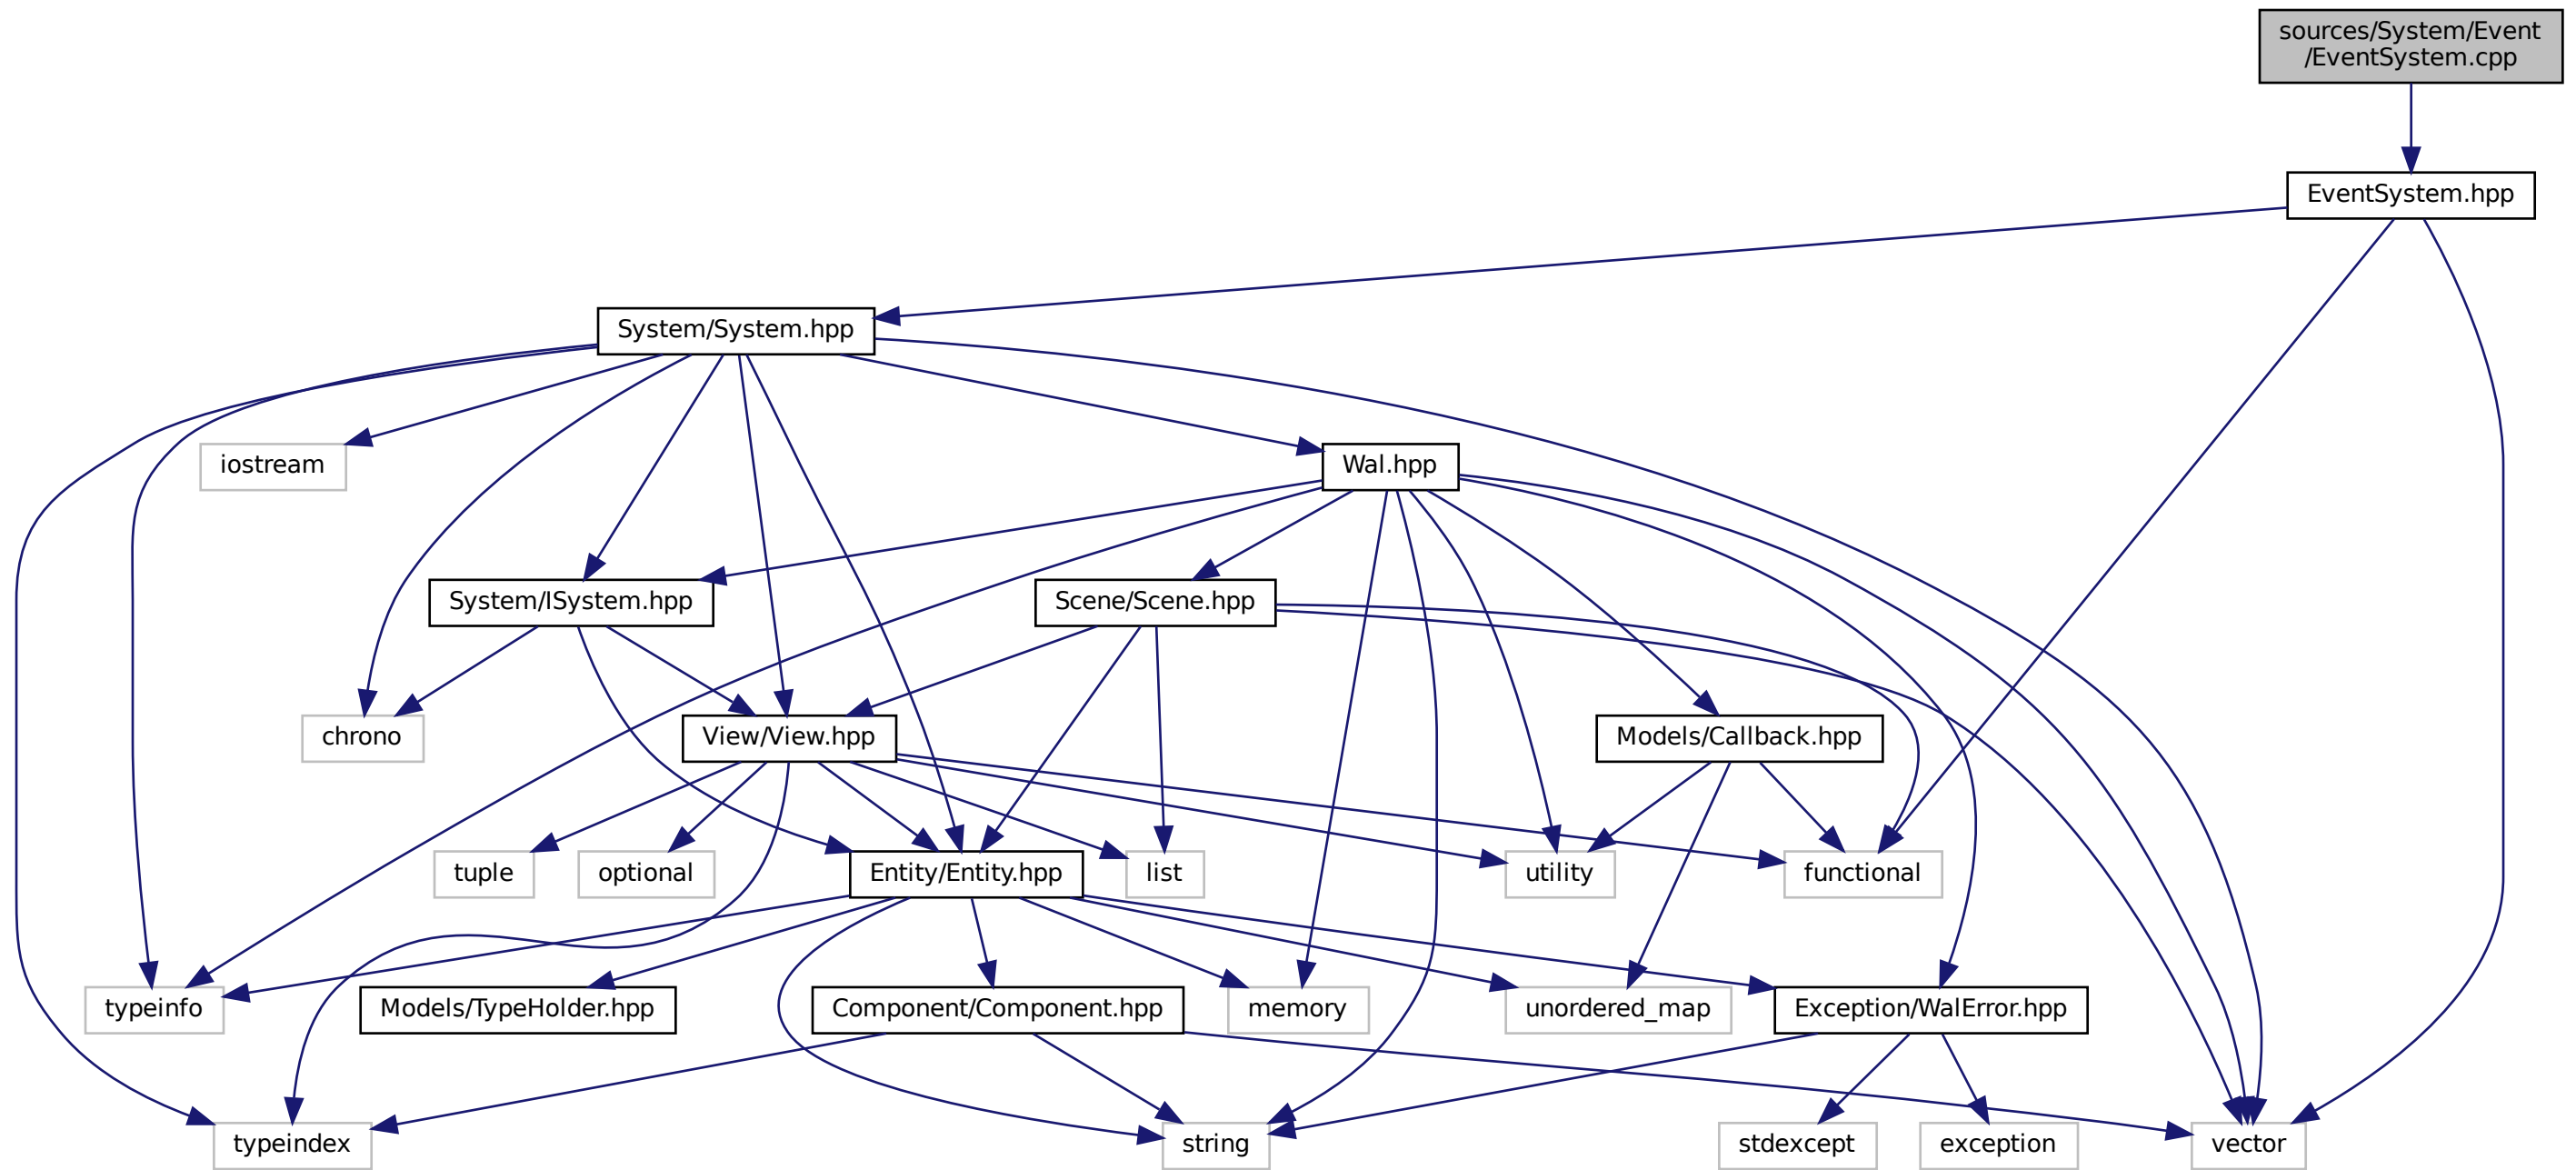 sources/System/Event
/EventSystem.cpp
EventSystem.hpp
System/System.hpp
iostream
Wal.hpp
System/ISystem.hpp
Scene/Scene.hpp
chrono
View/View.hpp
Models/Callback.hpp
tuple
optional
Entity/Entity.hpp
list
utility
functional
typeinfo
Models/TypeHolder.hpp
Component/Component.hpp
memory
unordered_map
Exception/WalError.hpp
typeindex
string
stdexcept
exception
vector